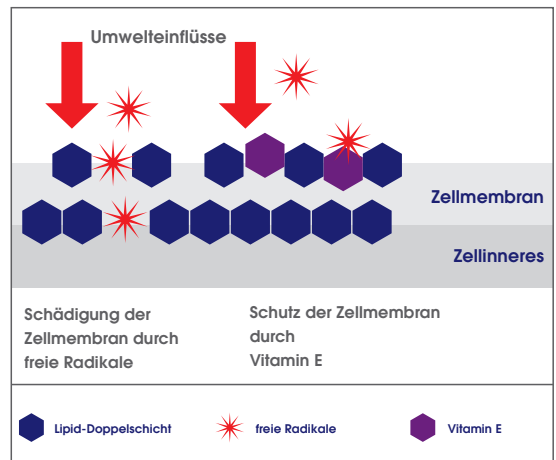 Umwelteinflüsse
Zellmembran
Zellinneres
Schädigung der
Zellmembran durch
freie Radikale
Schutz der Zellmembran
durch
Vitamin E
Lipid-Doppelschicht
freie Radikale
Vitamin E